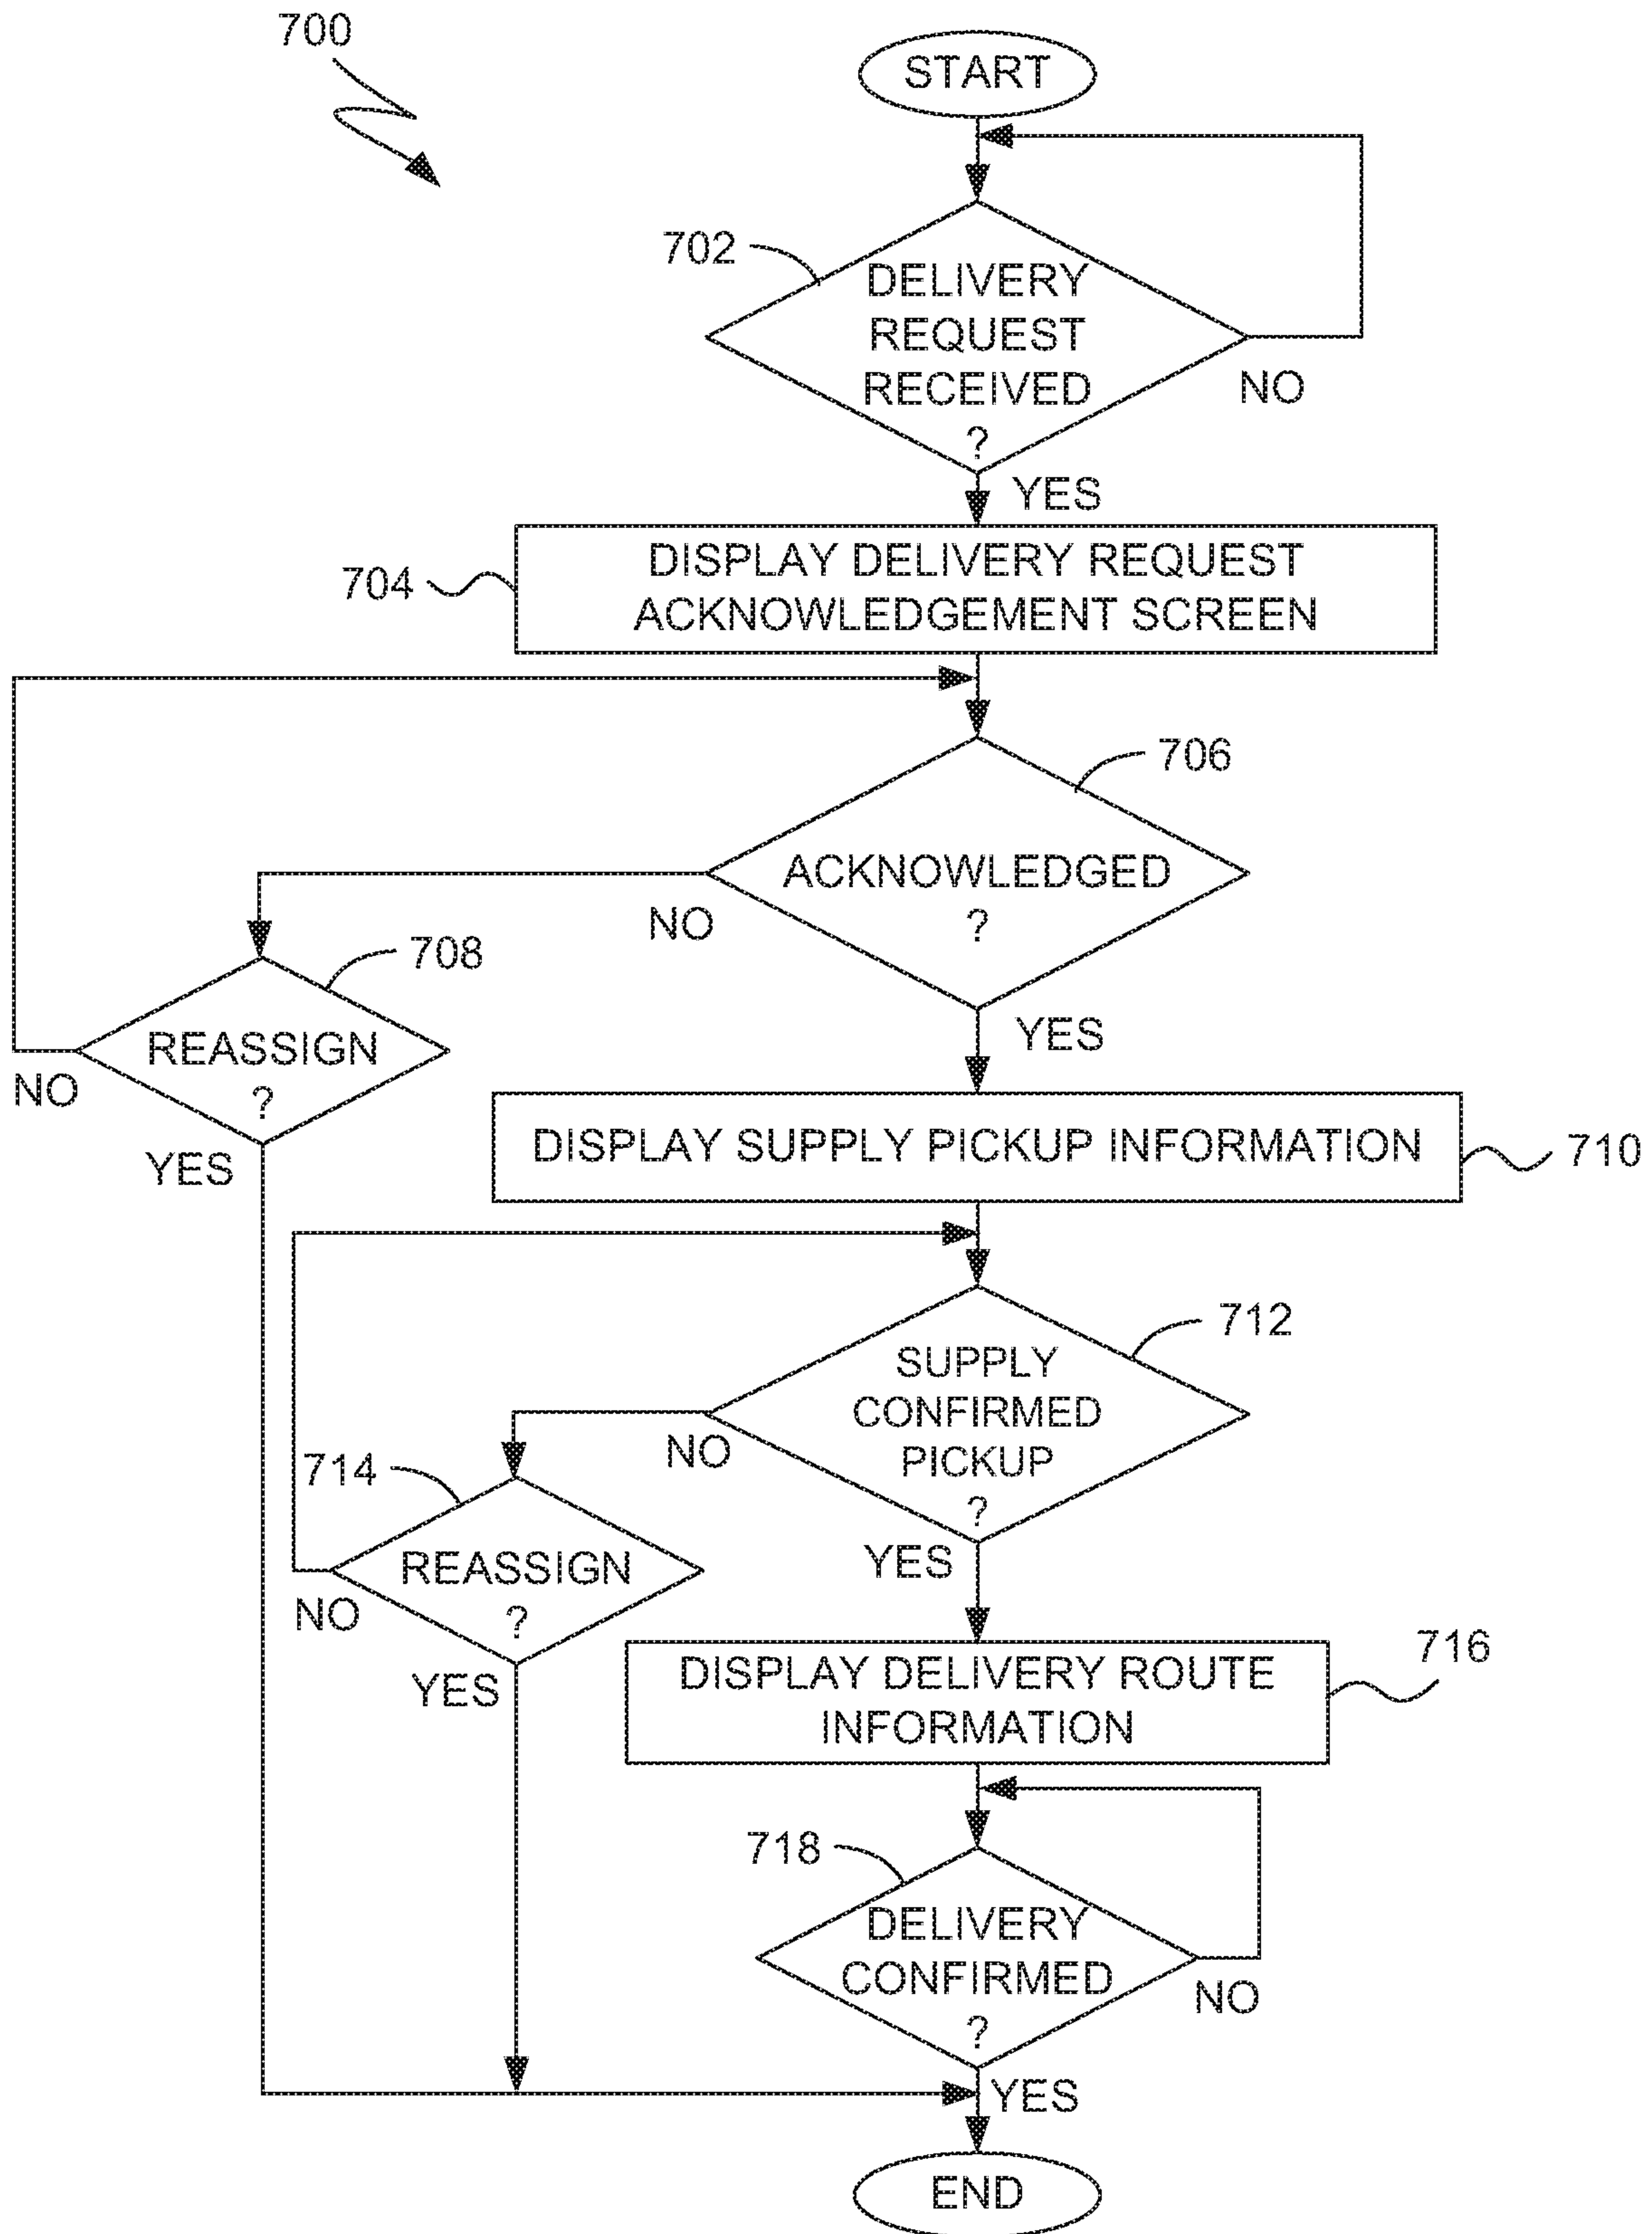 700
START
702
DELIVERY
REQUEST
RECEIVED
?
NO
YES
704
DISPLAY DELIVERY REQUEST
ACKNOWLEDGEMENT SCREEN
706
ACKNOWLEDGED
?
NO
YES
708
REASSIGN
?
NO
YES
DISPLAY SUPPLY PICKUP INFORMATION
710
712
SUPPLY
CONFIRMED
PICKUP
?
NO
YES
714
REASSIGN
?
NO
YES
716
DISPLAY DELIVERY ROUTE
INFORMATION
718
DELIVERY
CONFIRMED
?
NO
YES
END